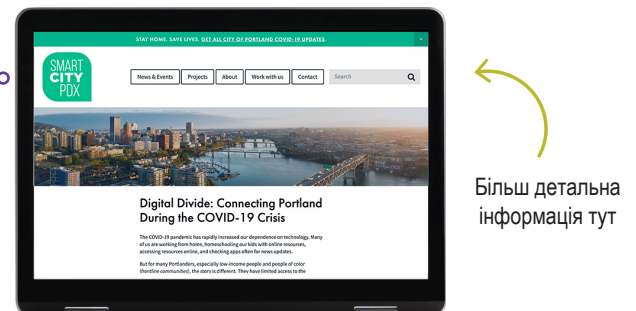 STAY HOME. SAVE LIVES. GET ALL CITY OF PORTLAND COVID-19 UPDATES.
SMART
CITY
PDX
News & Events
Projects
About
Work with us
Contact
Search
Digital Divide: Connecting Portland
During the COVID-19 Crisis
The COVID-19 pandemic has rapidly increased our dependence on technology. Many
of us are working from home, homeschooling our kids with online resources,
accessing resources online, and checking apps often for news updates.
But for many Portlanders, especially low-income people and people of color
(frontline communities), the story is different. They have limited access to the
Більш детальна
інформація тут